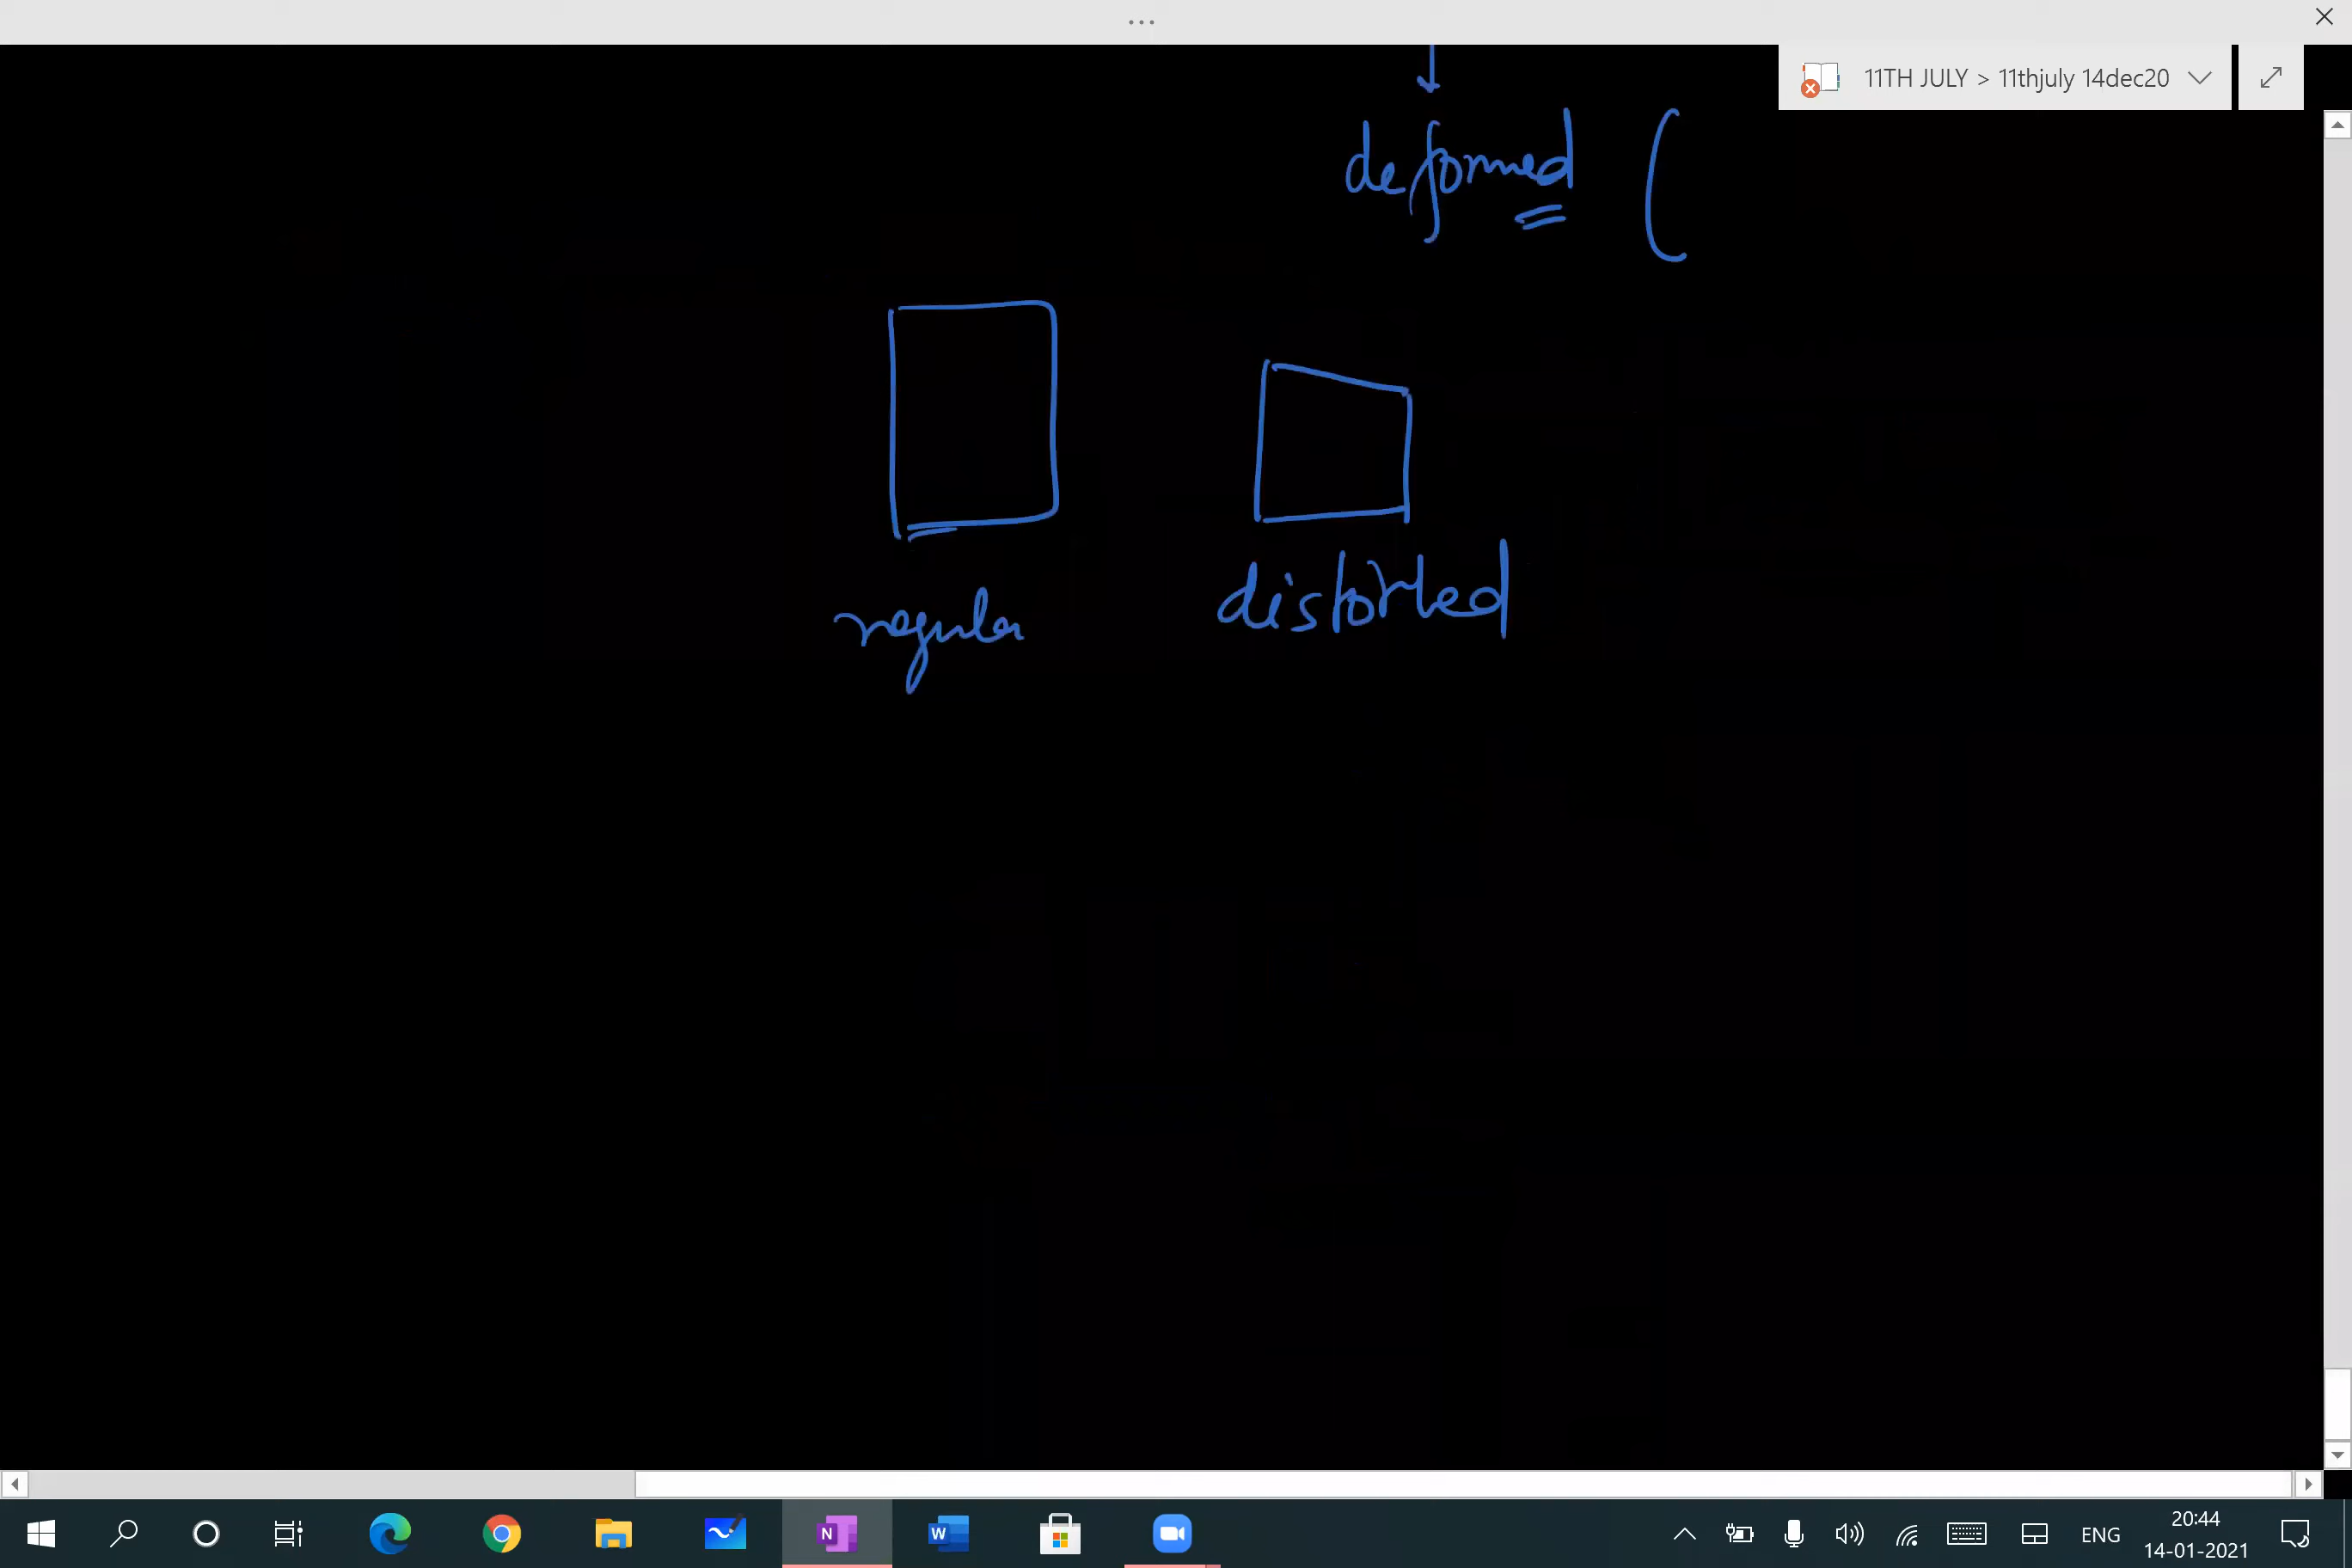 11TH JULY > 11thjuly 14dec20
deformed (
regular
distorted
ENG
20:44
14-01-2021